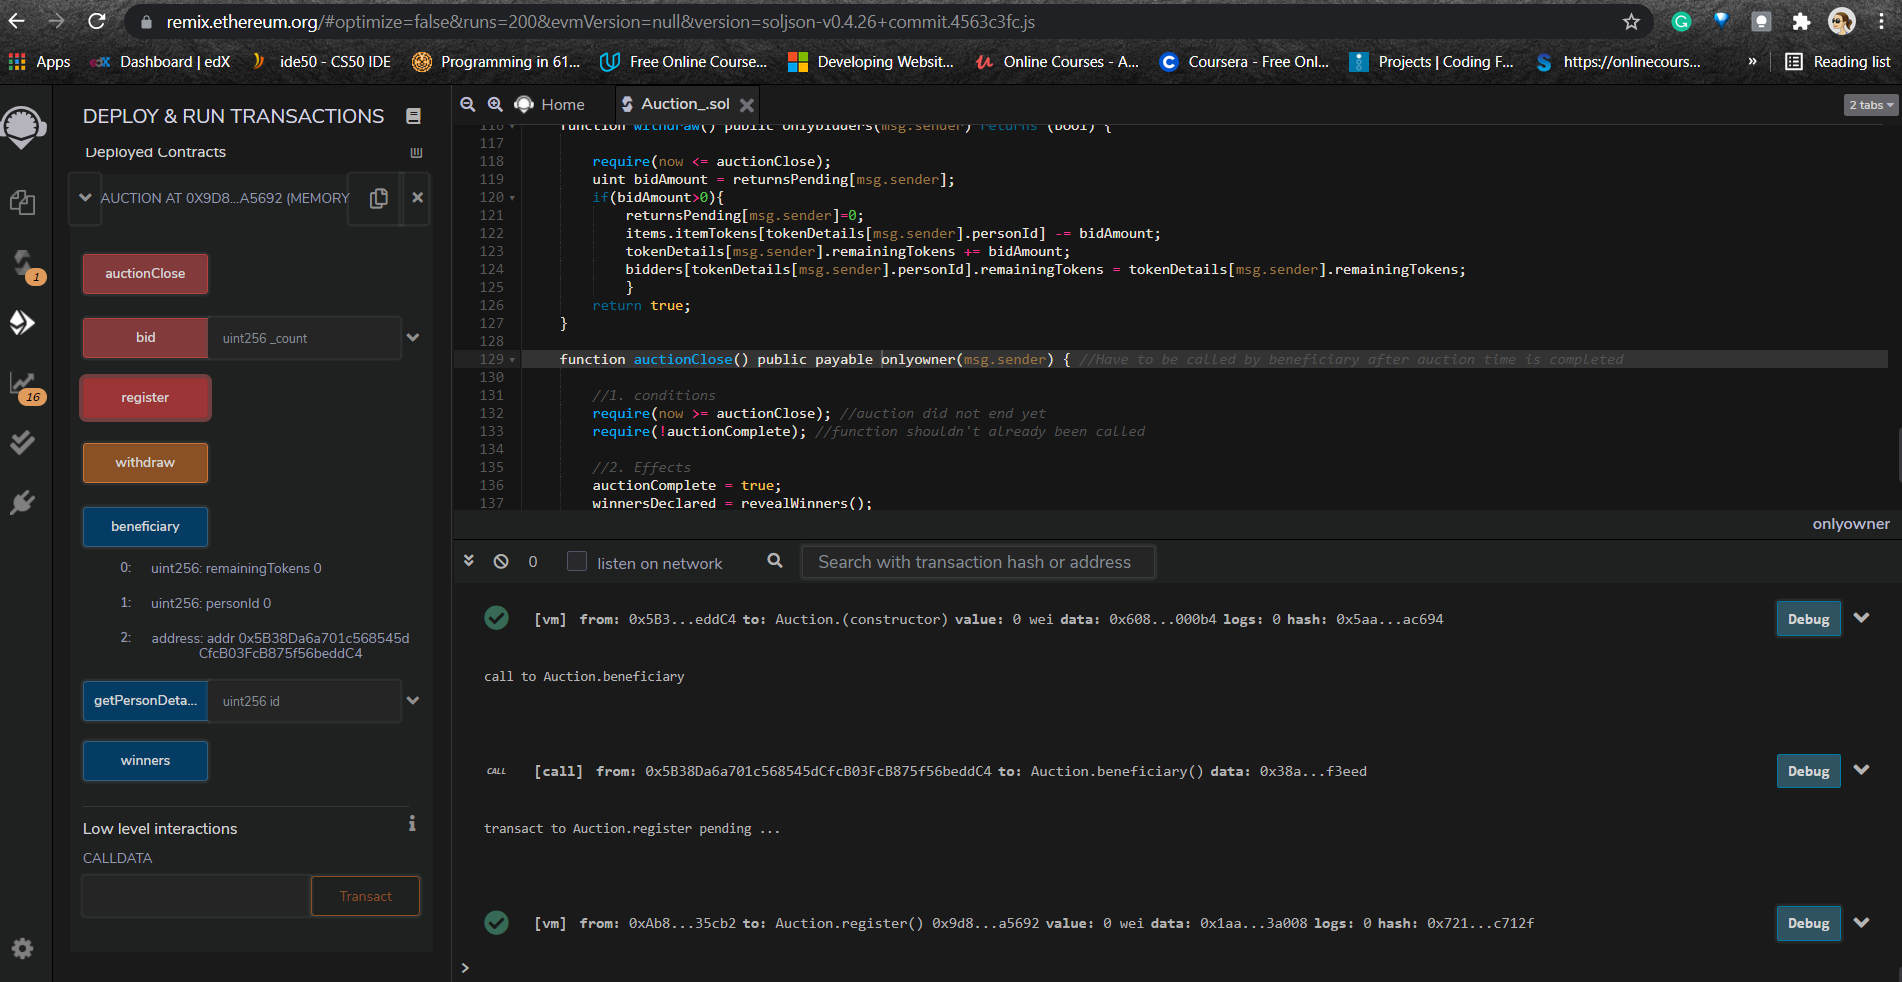 remix.ethereum.org/#optimize=false&runs=200&evmVersion=null&version=soljson-v0.4.26+commit.4563c3fc.js
Apps
edX
Dashboard | edX
ide50 - CS50 IDE
Programming in 61...
Free Online Course...
Developing Websit...
Online Courses - A...
Coursera - Free Onl...
Projects | Coding F...
https://onlinecours...
»
Reading list
DEPLOY & RUN TRANSACTIONS
Deployed Contracts
AUCTION AT 0X9D8...A5692 (MEMORY
auctionClose
bid
uint256 _count
register
withdraw
beneficiary
0: uint256: remainingTokens 0
1: uint256: personId 0
2: address: addr 0x5B38Da6a701c568545d
CfcB03FcB875f56beddC4
getPersonDeta...
uint256 id
winners
Low level interactions
CALLDATA
Transact
1
16
Home
Auction_.sol
2 tabs
116 function withdraw() public onlybidders(msg.sender) returns (bool) {
117
118 require(now <= auctionClose);
119 uint bidAmount = returnsPending[msg.sender];
120 if(bidAmount>0){
121 returnsPending[msg.sender]=0;
122 items.itemTokens[tokenDetails[msg.sender].personId] -= bidAmount;
123 tokenDetails[msg.sender].remainingTokens += bidAmount;
124 bidders[tokenDetails[msg.sender].personId].remainingTokens = tokenDetails[msg.sender].remainingTokens;
125 }
126 return true;
127 }
128
129 function auctionClose() public payable onlyowner(msg.sender) { //Have to be called by beneficiary after auction time is completed
130
131 //1. conditions
132 require(now >= auctionClose); //auction did not end yet
133 require(!auctionComplete); //function shouldn't already been called
134
135 //2. Effects
136 auctionComplete = true;
137 winnersDeclared = revealWinners();
onlyowner
0
listen on network
Search with transaction hash or address
[vm] from: 0x5B3...eddC4 to: Auction.(constructor) value: 0 wei data: 0x608...000b4 logs: 0 hash: 0x5aa...ac694
Debug
call to Auction.beneficiary
CALL [call] from: 0x5B38Da6a701c568545dCfcB03FcB875f56beddC4 to: Auction.beneficiary() data: 0x38a...f3eed
Debug
transact to Auction.register pending ...
[vm] from: 0xAb8...35cb2 to: Auction.register() 0x9d8...a5692 value: 0 wei data: 0x1aa...3a008 logs: 0 hash: 0x721...c712f
Debug
>